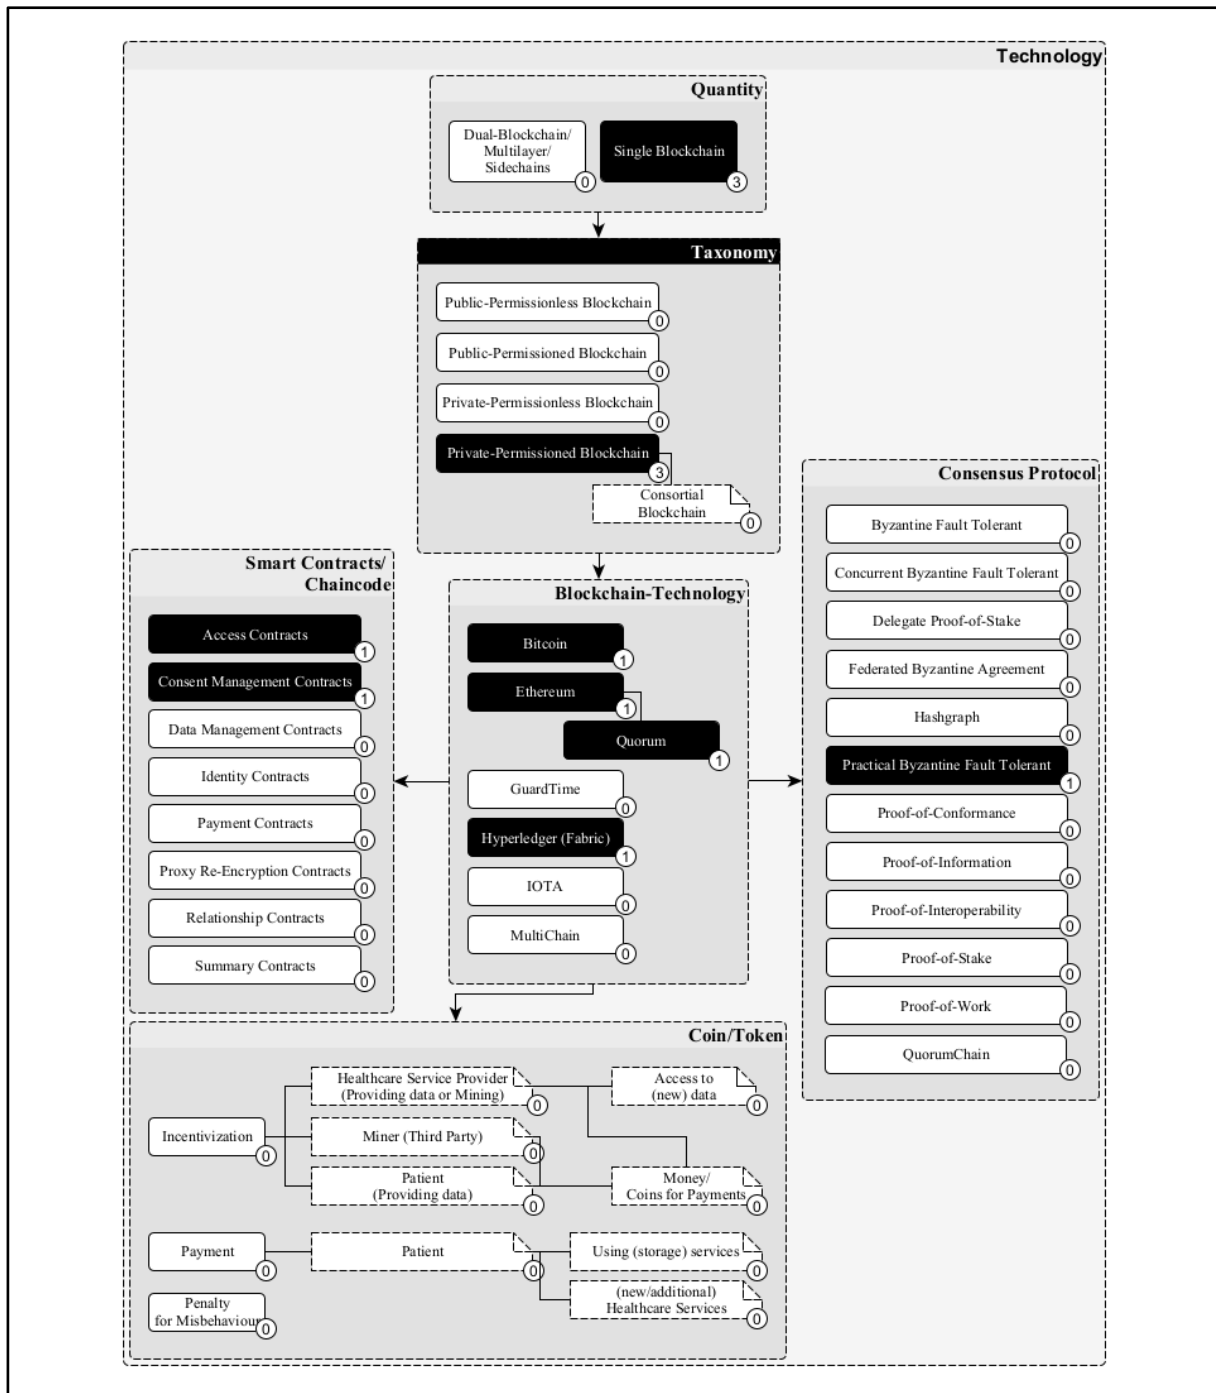 Technology
Quantity
Dual-Blockchain/
Multilayer/
Sidechains
0
Single Blockchain
3
Taxonomy
Public-Permissionless Blockchain
0
Public-Permissioned Blockchain
0
Private-Permissionless Blockchain
0
Private-Permissioned Blockchain
3
Consortial
Blockchain
0
Smart Contracts/
Chaincode
Access Contracts
1
Consent Management Contracts
1
Data Management Contracts
0
Identity Contracts
0
Payment Contracts
0
Proxy Re-Encryption Contracts
0
Relationship Contracts
0
Summary Contracts
0
Blockchain-Technology
Bitcoin
1
Ethereum
1
Quorum
1
GuardTime
0
Hyperledger (Fabric)
1
IOTA
0
MultiChain
0
Consensus Protocol
Byzantine Fault Tolerant
0
Concurrent Byzantine Fault Tolerant
0
Delegate Proof-of-Stake
0
Federated Byzantine Agreement
0
Hashgraph
0
Practical Byzantine Fault Tolerant
1
Proof-of-Conformance
0
Proof-of-Information
0
Proof-of-Interoperability
0
Proof-of-Stake
0
Proof-of-Work
0
QuorumChain
0
Coin/Token
Incentivization
0
Healthcare Service Provider
(Providing data or Mining)
0
Access to
(new) data
0
Miner (Third Party)
0
Patient
(Providing data)
0
Money/
Coins for Payments
0
Payment
0
Patient
0
Using (storage) services
0
(new/additional)
Healthcare Services
0
Penalty
for Misbehaviour
0